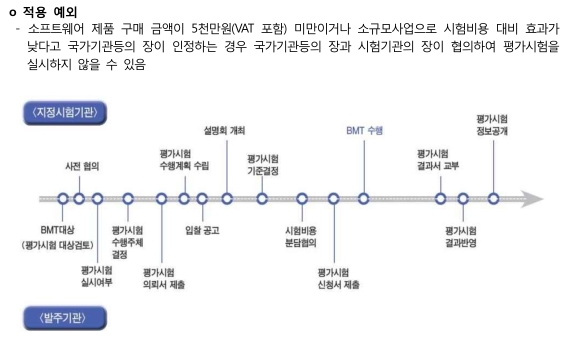 o 적용 예외
- 소프트웨어 제품 구매 금액이 5천만원(VAT 포함) 미만이거나 소규모사업으로 시험비용 대비 효과가
낮다고 국가기관등의 장이 인정하는 경우 국가기관등의 장과 시험기관의 장이 협의하여 평가시험을
실시하지 않을 수 있음
〈지정시험기관〉
사전 협의
평가시험
수행계획 수립
설명회 개최
평가시험
기준결정
BMT 수행
평가시험
결과서 교부
평가시험
정보공개
BMT대상
(평가시험 대상검토)
평가시험
실시여부
평가시험
수행주체
결정
평가시험
의뢰서 제출
입찰 공고
시험비용
분담협의
평가시험
신청서 제출
평가시험
결과반영
〈발주기관〉